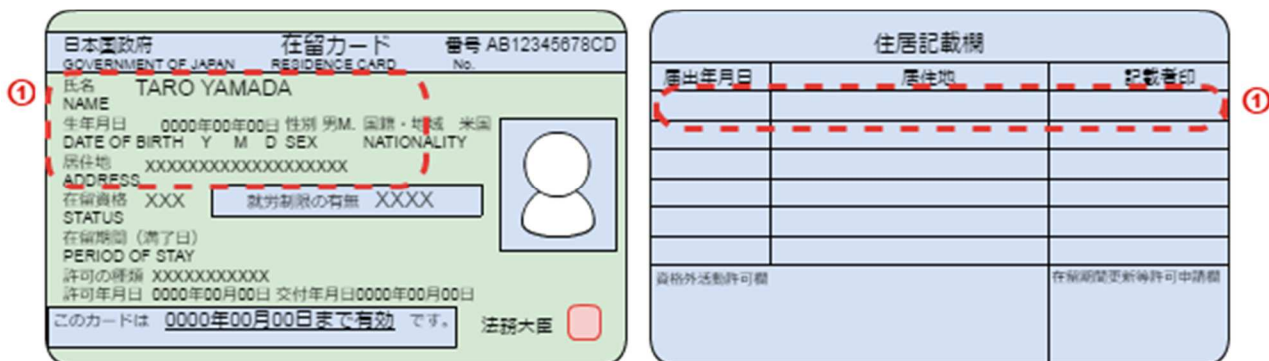 日本国政府 在留カード 番号 AB12345678CD
GOVERNMENT OF JAPAN RESIDENCE CARD No.
① 氏名 TARO YAMADA
NAME
生年月日 0000年00年00日 性別 男M. 国籍・地域 米国
DATE OF BIRTH Y M D SEX NATIONALITY
居住地 XXXXXXXXXXXXXXXXXXX
ADDRESS
在留資格 XXX 就労制限の有無 XXXX
STATUS
在留期間（満了日）
PERIOD OF STAY
許可の種類 XXXXXXXXXXX
許可年月日 0000年00月00日 交付年月日0000年00月00日
このカードは 0000年00月00日まで有効 です。 法務大臣
住居記載欄
届出年月日 居住地 記載者印
①
資格外活動許可欄 在留期間更新等許可申請欄